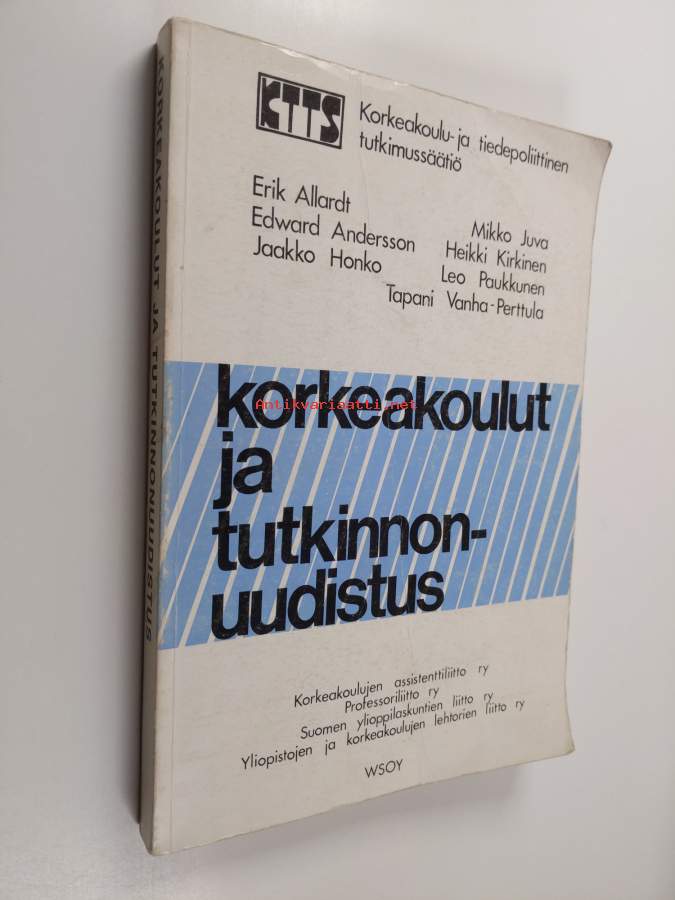 KORKEAKOULUT JA TUTKINNONUUDISTUS
KTTS
Korkeakoulu- ja tiedepoliittinen
tutkimussäätiö
Erik Allardt
Edward Andersson
Jaakko Honko
Mikko Juva
Heikki Kirkinen
Leo Paukkunen
Tapani Vanha-Perttula
korkeakoulut
Antikvariaatti.net
ja
tutkinnon-
uudistus
Korkeakoulujen assistenttiliitto ry
Professoriliitto ry
Suomen ylioppilaskuntien liitto ry
Yliopistojen ja korkeakoulujen lehtorien liitto ry
WSOY